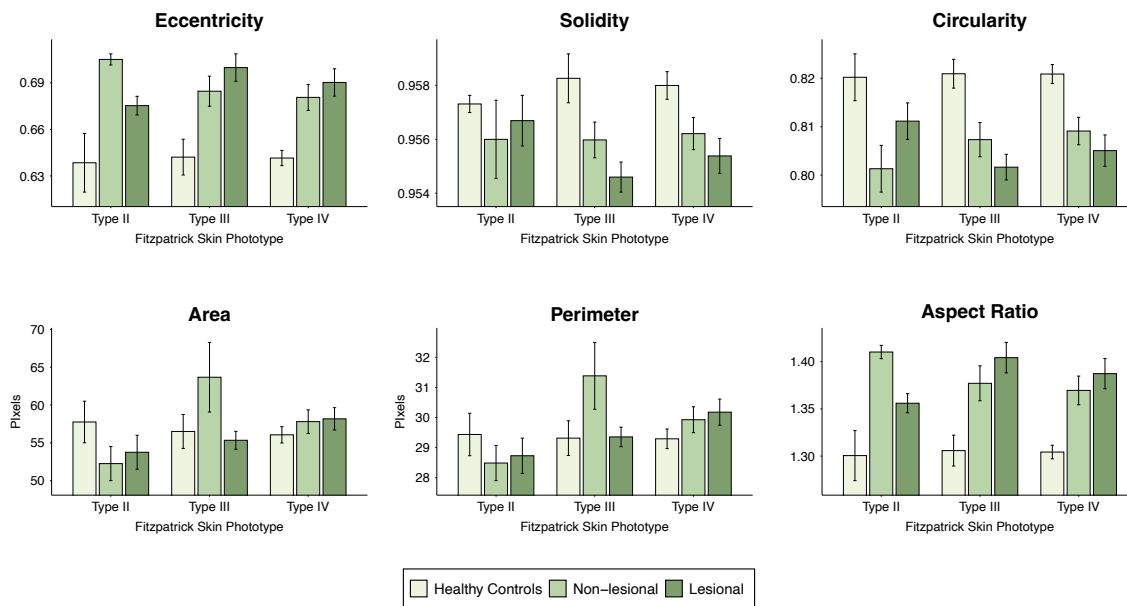 Eccentricity
0.69
0.66
0.63
Type II Type III Type IV
Fitzpatrick Skin Phototype
Solidity
0.958
0.956
0.954
Type II Type III Type IV
Fitzpatrick Skin Phototype
Circularity
0.82
0.81
0.80
Type II Type III Type IV
Fitzpatrick Skin Phototype
Area
PIxels
70
65
60
55
50
Type II Type III Type IV
Fitzpatrick Skin Phototype
Perimeter
32
31
30
29
28
Type II Type III Type IV
Fitzpatrick Skin Phototype
Aspect Ratio
1.40
1.35
1.30
Type II Type III Type IV
Fitzpatrick Skin Phototype
Healthy Controls Non−lesional Lesional